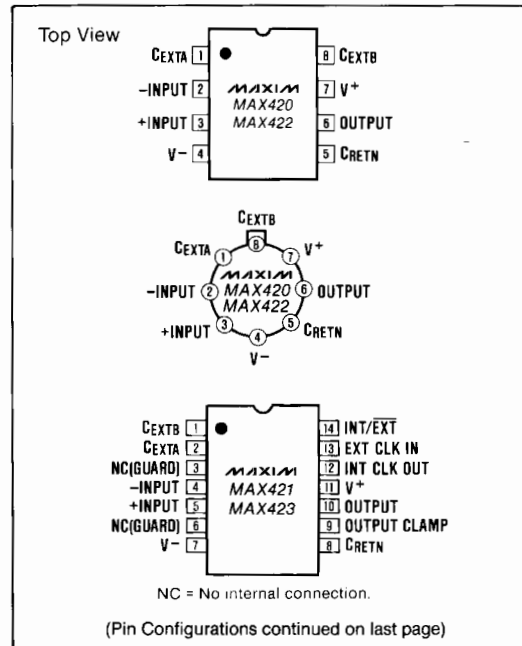 Top View
CEXTA 1 8 CEXTB
-INPUT 2 MAXIM 7 V+
+INPUT 3 MAX420 6 OUTPUT
MAX422
V- 4 5 CRETN
CEXTB
8
CEXTA 1 7 V+
MAXIM
-INPUT 2 MAX420 6 OUTPUT
MAX422
+INPUT 3 5 CRETN
4
V-
CEXTB 1 14 INT/EXT
CEXTA 2 13 EXT CLK IN
NC(GUARD) 3 MAXIM 12 INT CLK OUT
-INPUT 4 MAX421 11 V+
+INPUT 5 MAX423 10 OUTPUT
NC(GUARD) 6 9 OUTPUT CLAMP
V- 7 8 CRETN
NC = No internal connection.
(Pin Configurations continued on last page)